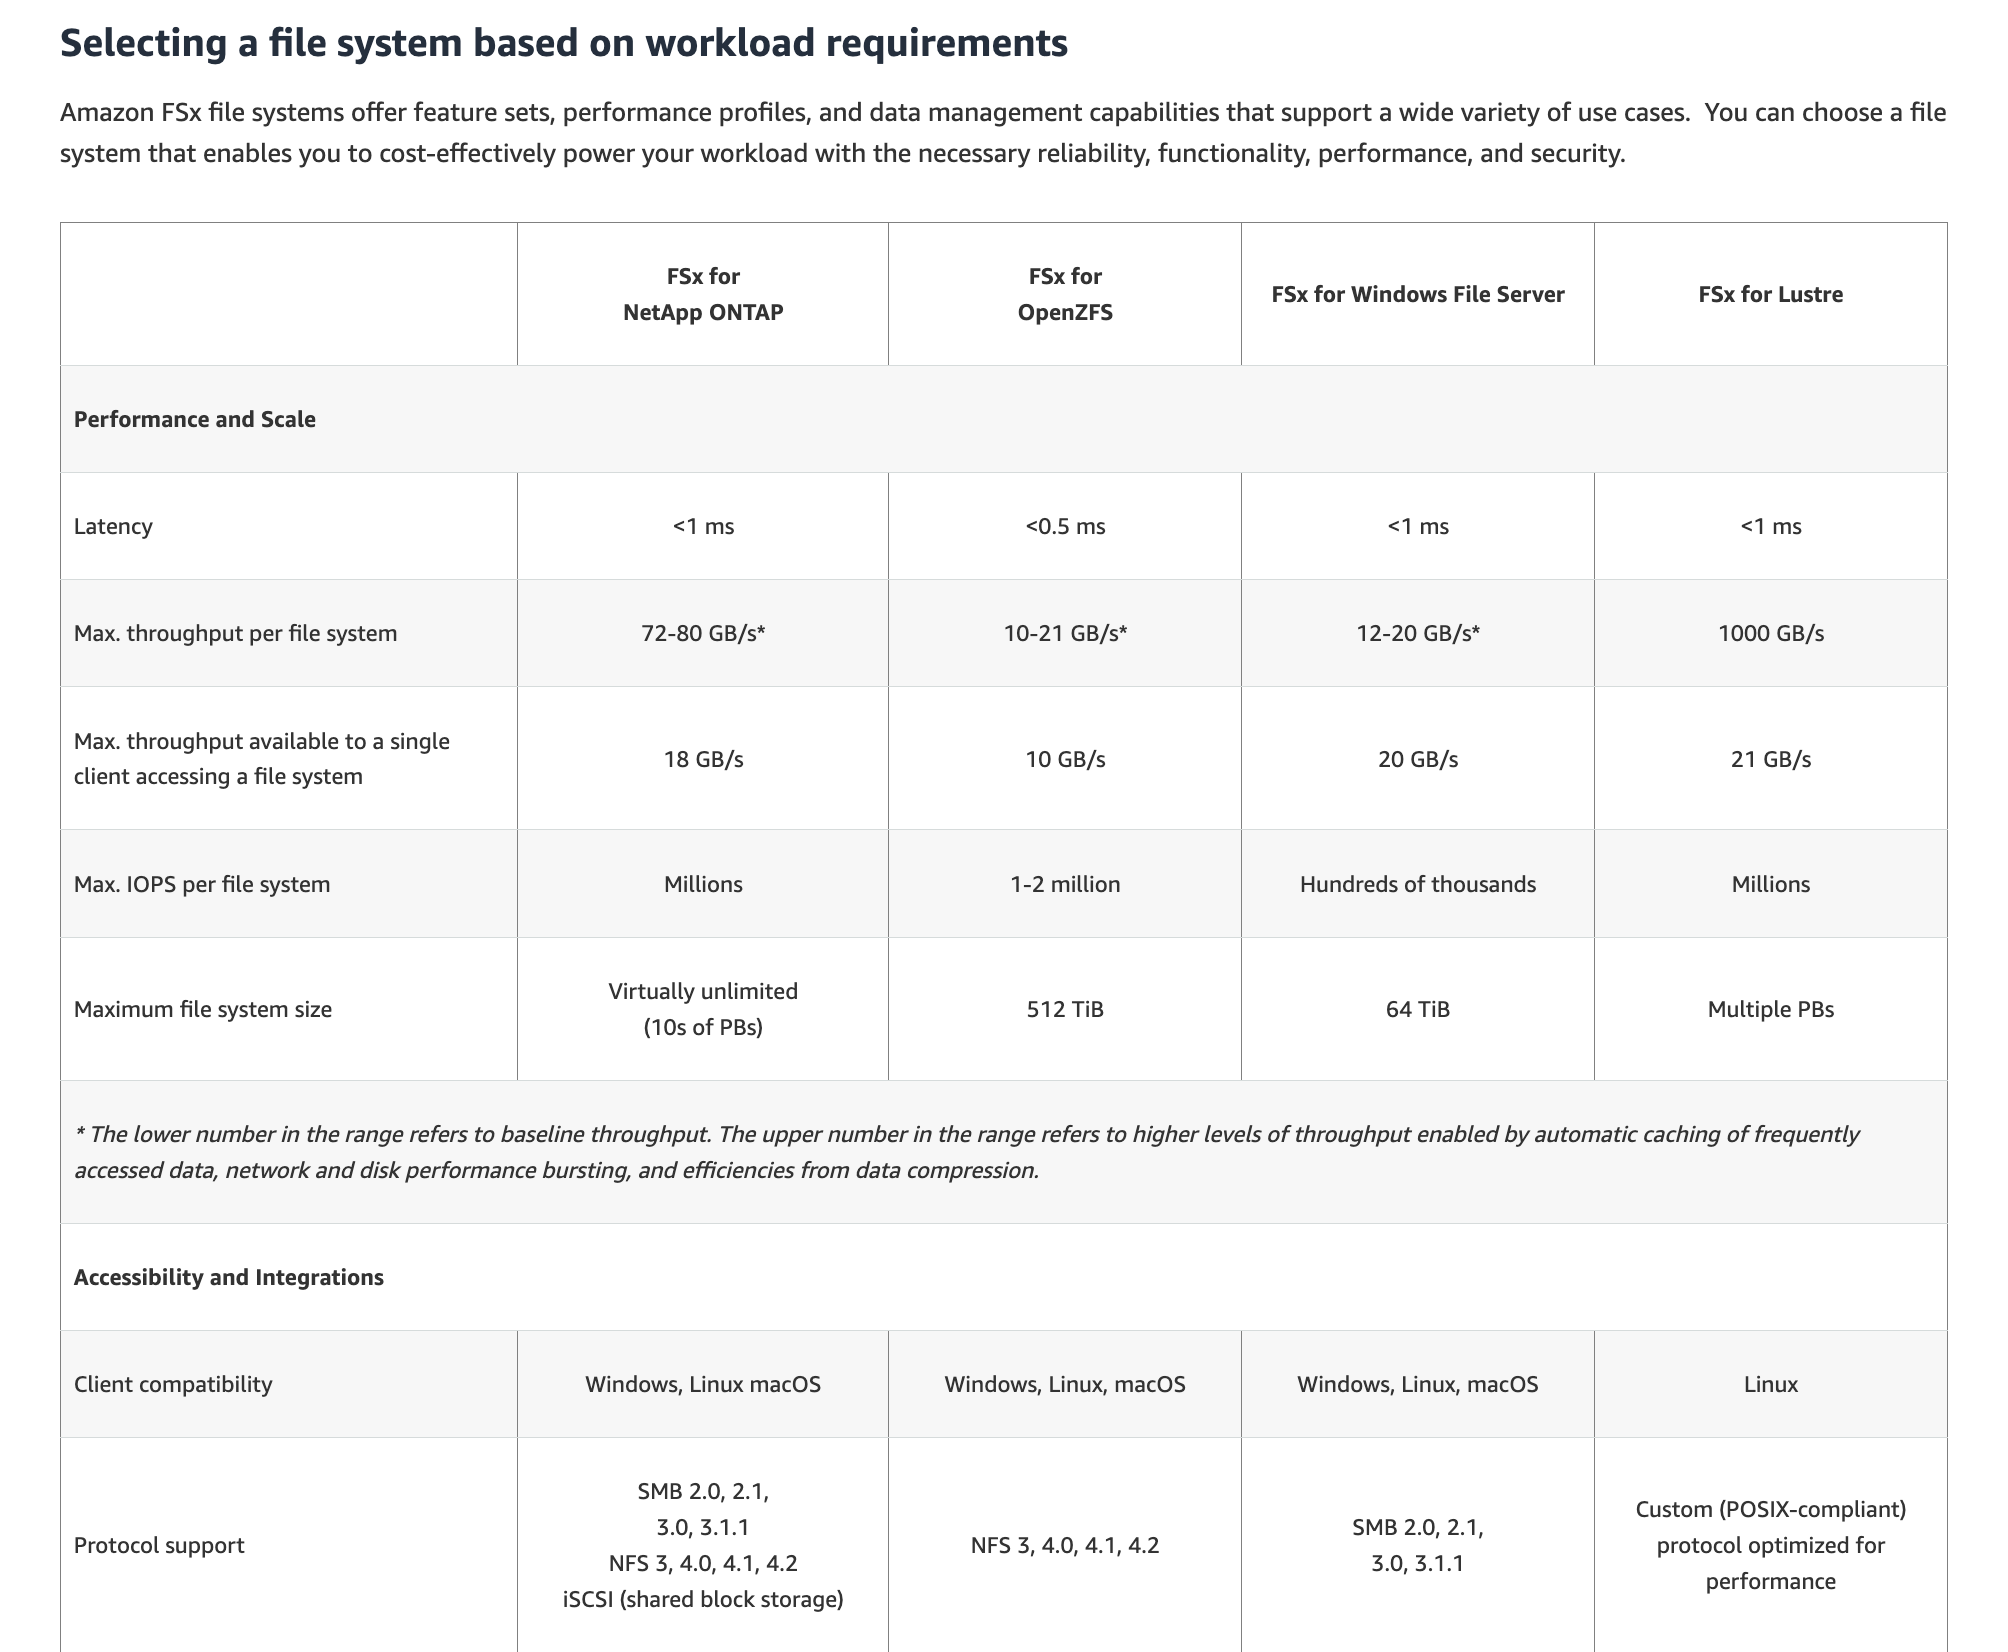 Selecting a file system based on workload requirements
Amazon FSx file systems offer feature sets, performance profiles, and data management capabilities that support a wide variety of use cases.  You can choose a file
system that enables you to cost-effectively power your workload with the necessary reliability, functionality, performance, and security.
FSx for
NetApp ONTAP
FSx for
OpenZFS
FSx for Windows File Server
FSx for Lustre
Performance and Scale
Latency
<1 ms
<0.5 ms
<1 ms
<1 ms
Max. throughput per file system
72-80 GB/s*
10-21 GB/s*
12-20 GB/s*
1000 GB/s
Max. throughput available to a single
client accessing a file system
18 GB/s
10 GB/s
20 GB/s
21 GB/s
Max. IOPS per file system
Millions
1-2 million
Hundreds of thousands
Millions
Maximum file system size
Virtually unlimited
(10s of PBs)
512 TiB
64 TiB
Multiple PBs
* The lower number in the range refers to baseline throughput. The upper number in the range refers to higher levels of throughput enabled by automatic caching of frequently
accessed data, network and disk performance bursting, and efficiencies from data compression.
Accessibility and Integrations
Client compatibility
Windows, Linux macOS
Windows, Linux, macOS
Windows, Linux, macOS
Linux
Protocol support
SMB 2.0, 2.1,
3.0, 3.1.1
NFS 3, 4.0, 4.1, 4.2
iSCSI (shared block storage)
NFS 3, 4.0, 4.1, 4.2
SMB 2.0, 2.1,
3.0, 3.1.1
Custom (POSIX-compliant)
protocol optimized for
performance